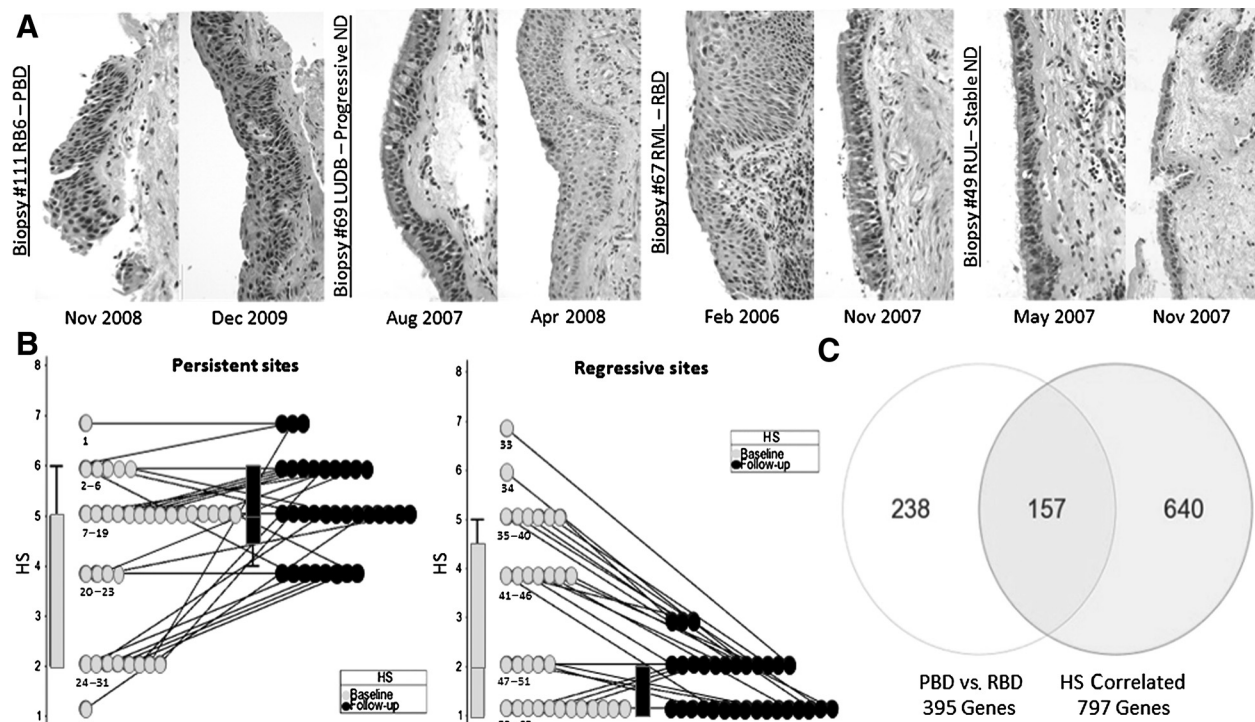 A
Biopsy #111 RB6 – PBD
Nov 2008
Dec 2009
Biopsy #69 LUDB – Progressive ND
Aug 2007
Apr 2008
Biopsy #67 RML – RBD
Feb 2006
Nov 2007
Biopsy #49 RUL – Stable ND
May 2007
Nov 2007
B
Persistent sites
HS
8
7
6
5
4
3
2
1
1
2–6
7–19
20–23
24–31
HS
Baseline
Follow-up
Regressive sites
HS
8
7
6
5
4
3
2
1
33
34
35–40
41–46
47–51
HS
Baseline
Follow-up
C
238
157
640
PBD vs. RBD
395 Genes
HS Correlated
797 Genes